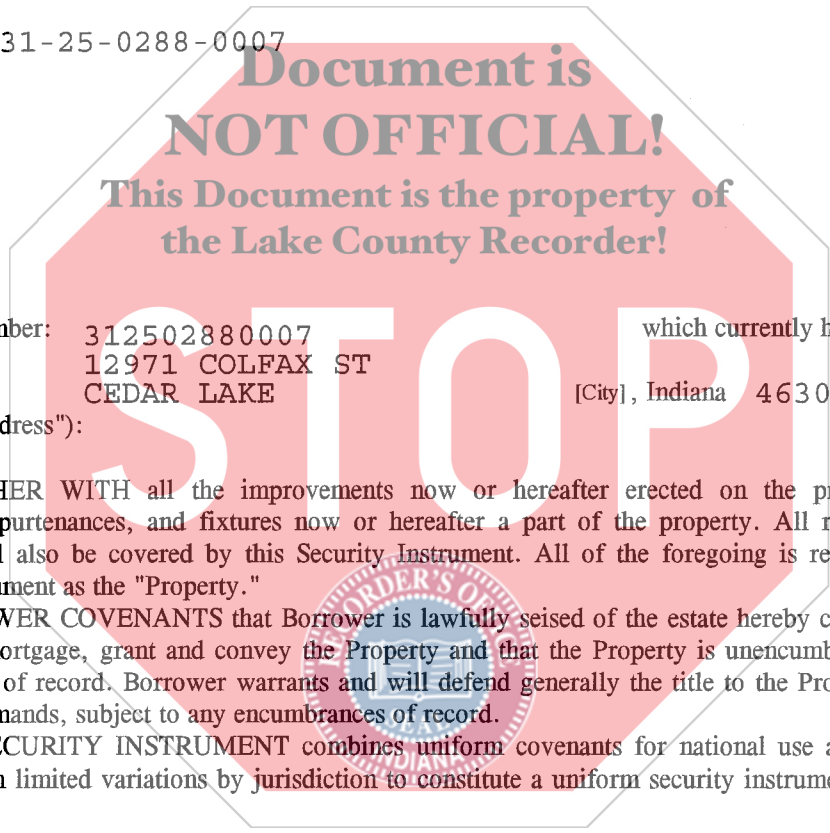 31-25-0288-0007
Document is
NOT OFFICIAL!
This Document is the property of
the Lake County Recorder!
STOP
mber: 312502880007 which currently h
12971 COLFAX ST
CEDAR LAKE [City], Indiana 4630
dress"):
HER WITH all the improvements now or hereafter erected on the pr
purtenances, and fixtures now or hereafter a part of the property. All r
l also be covered by this Security Instrument. All of the foregoing is re
ument as the "Property."
WER COVENANTS that Borrower is lawfully seised of the estate hereby c
ortgage, grant and convey the Property and that the Property is unencumb
of record. Borrower warrants and will defend generally the title to the Pro
mands, subject to any encumbrances of record.
ECURITY INSTRUMENT combines uniform covenants for national use a
n limited variations by jurisdiction to constitute a uniform security instrume
RECORDER'S OFFICE
SEAL
INDIANA